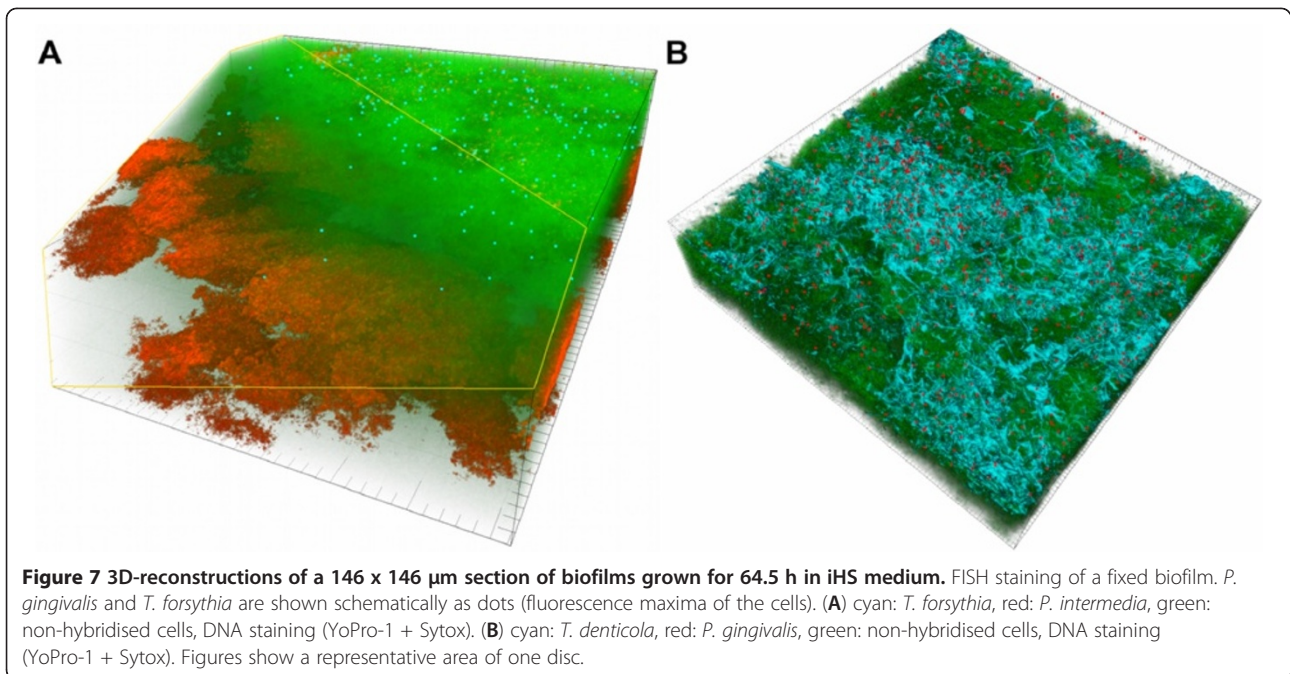 A
B
Figure 7 3D-reconstructions of a 146 x 146 μm section of biofilms grown for 64.5 h in iHS medium. FISH staining of a fixed biofilm. P.
gingivalis and T. forsythia are shown schematically as dots (fluorescence maxima of the cells). (A) cyan: T. forsythia, red: P. intermedia, green:
non-hybridised cells, DNA staining (YoPro-1 + Sytox). (B) cyan: T. denticola, red: P. gingivalis, green: non-hybridised cells, DNA staining
(YoPro-1 + Sytox). Figures show a representative area of one disc.